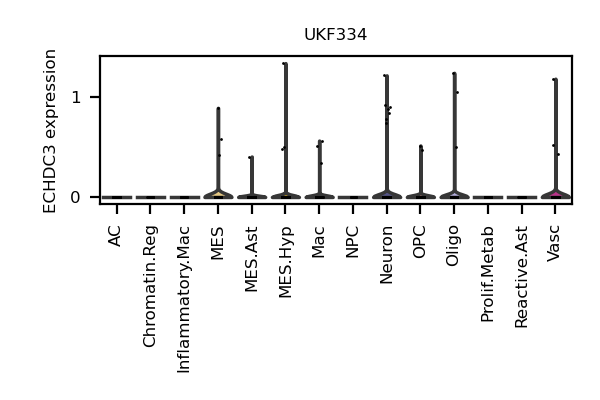 UKF334
ECHDC3 expression
1
0
AC
Chromatin.Reg
Inflammatory.Mac
MES
MES.Ast
MES.Hyp
Mac
NPC
Neuron
OPC
Oligo
Prolif.Metab
Reactive.Ast
Vasc